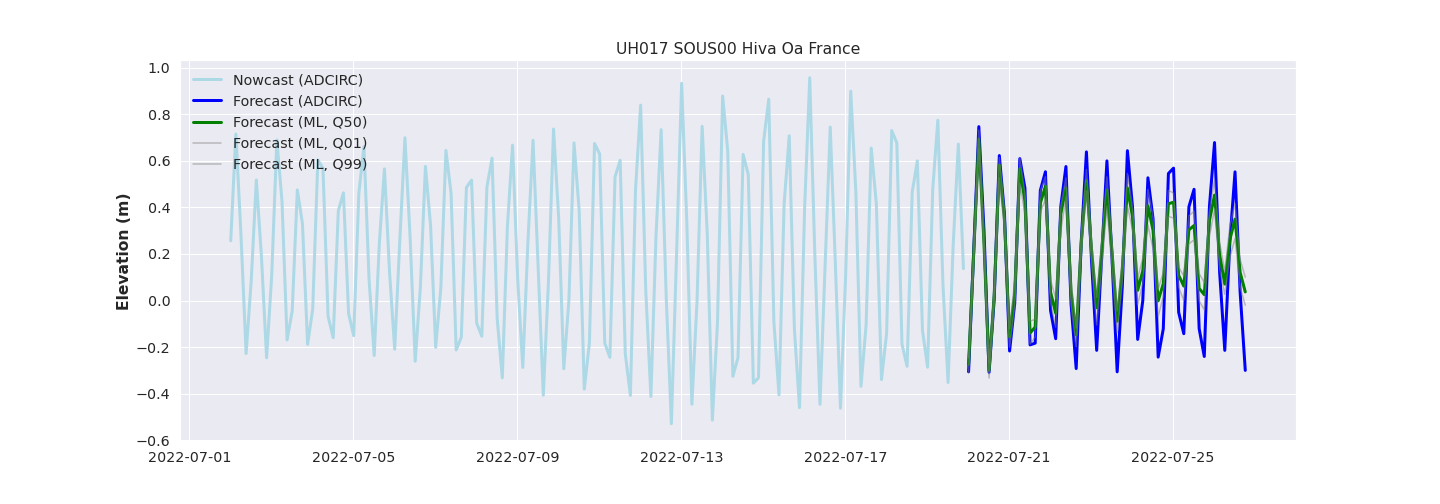 UH017 SOUS00 Hiva Oa France
Nowcast (ADCIRC)
Forecast (ADCIRC)
Forecast (ML, Q50)
Forecast (ML, Q01)
Forecast (ML, Q99)
Elevation (m)
1.0
0.8
0.6
0.4
0.2
0.0
−0.2
−0.4
−0.6
2022-07-01 2022-07-05 2022-07-09 2022-07-13 2022-07-17 2022-07-21 2022-07-25